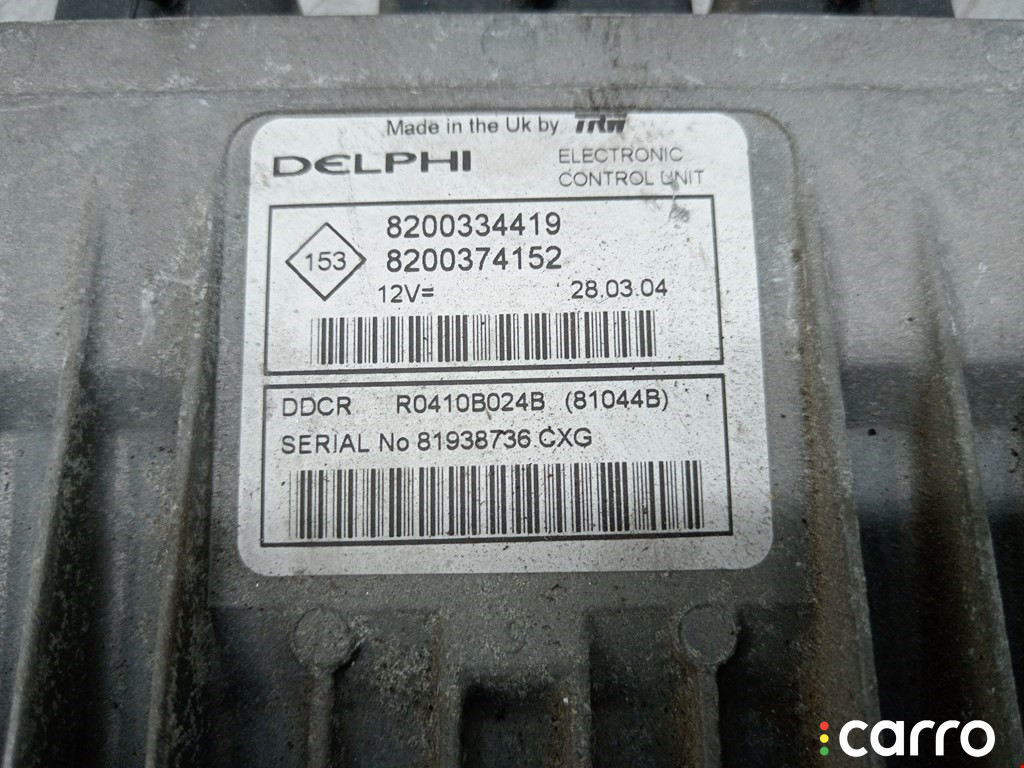 Made in the Uk by TRW
DELPHI
ELECTRONIC
CONTROL UNIT
8200334419
153
8200374152
12V=
28.03.04
DDCR R0410B024B (81044B)
SERIAL No 81938736 CXG
carro